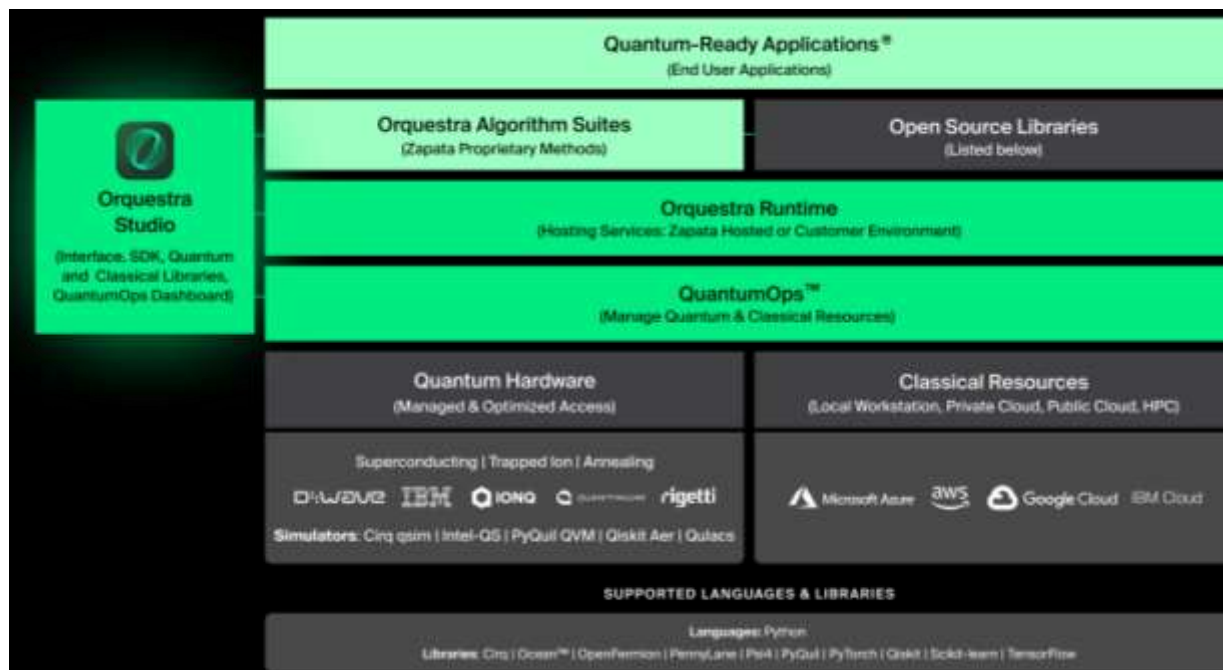 Quantum-Ready Applications®
(End User Applications)
Orquestra Algorithm Suites
(Zapata Proprietary Methods)
Open Source Libraries
(Listed below)
Orquestra
Studio
(Interface, SDK, Quantum
and Classical Libraries,
QuantumOps Dashboard)
Orquestra Runtime
(Hosting Services: Zapata Hosted or Customer Environment)
QuantumOps™
(Manage Quantum & Classical Resources)
Quantum Hardware
(Managed & Optimized Access)
Classical Resources
(Local Workstation, Private Cloud, Public Cloud, HPC)
Superconducting | Trapped Ion | Annealing
D:WAVE IBM IONQ rigetti
Simulators: Cirq qsim | Intel-QS | PyQuil QVM | Qiskit Aer | Qulacs
Microsoft Azure aws Google Cloud IBM Cloud
SUPPORTED LANGUAGES & LIBRARIES
Languages: Python
Libraries: Cirq | Ocean™ | OpenFermion | PennyLane | Psi4 | PyQuil | PyTorch | Qiskit | Scikit-learn | TensorFlow